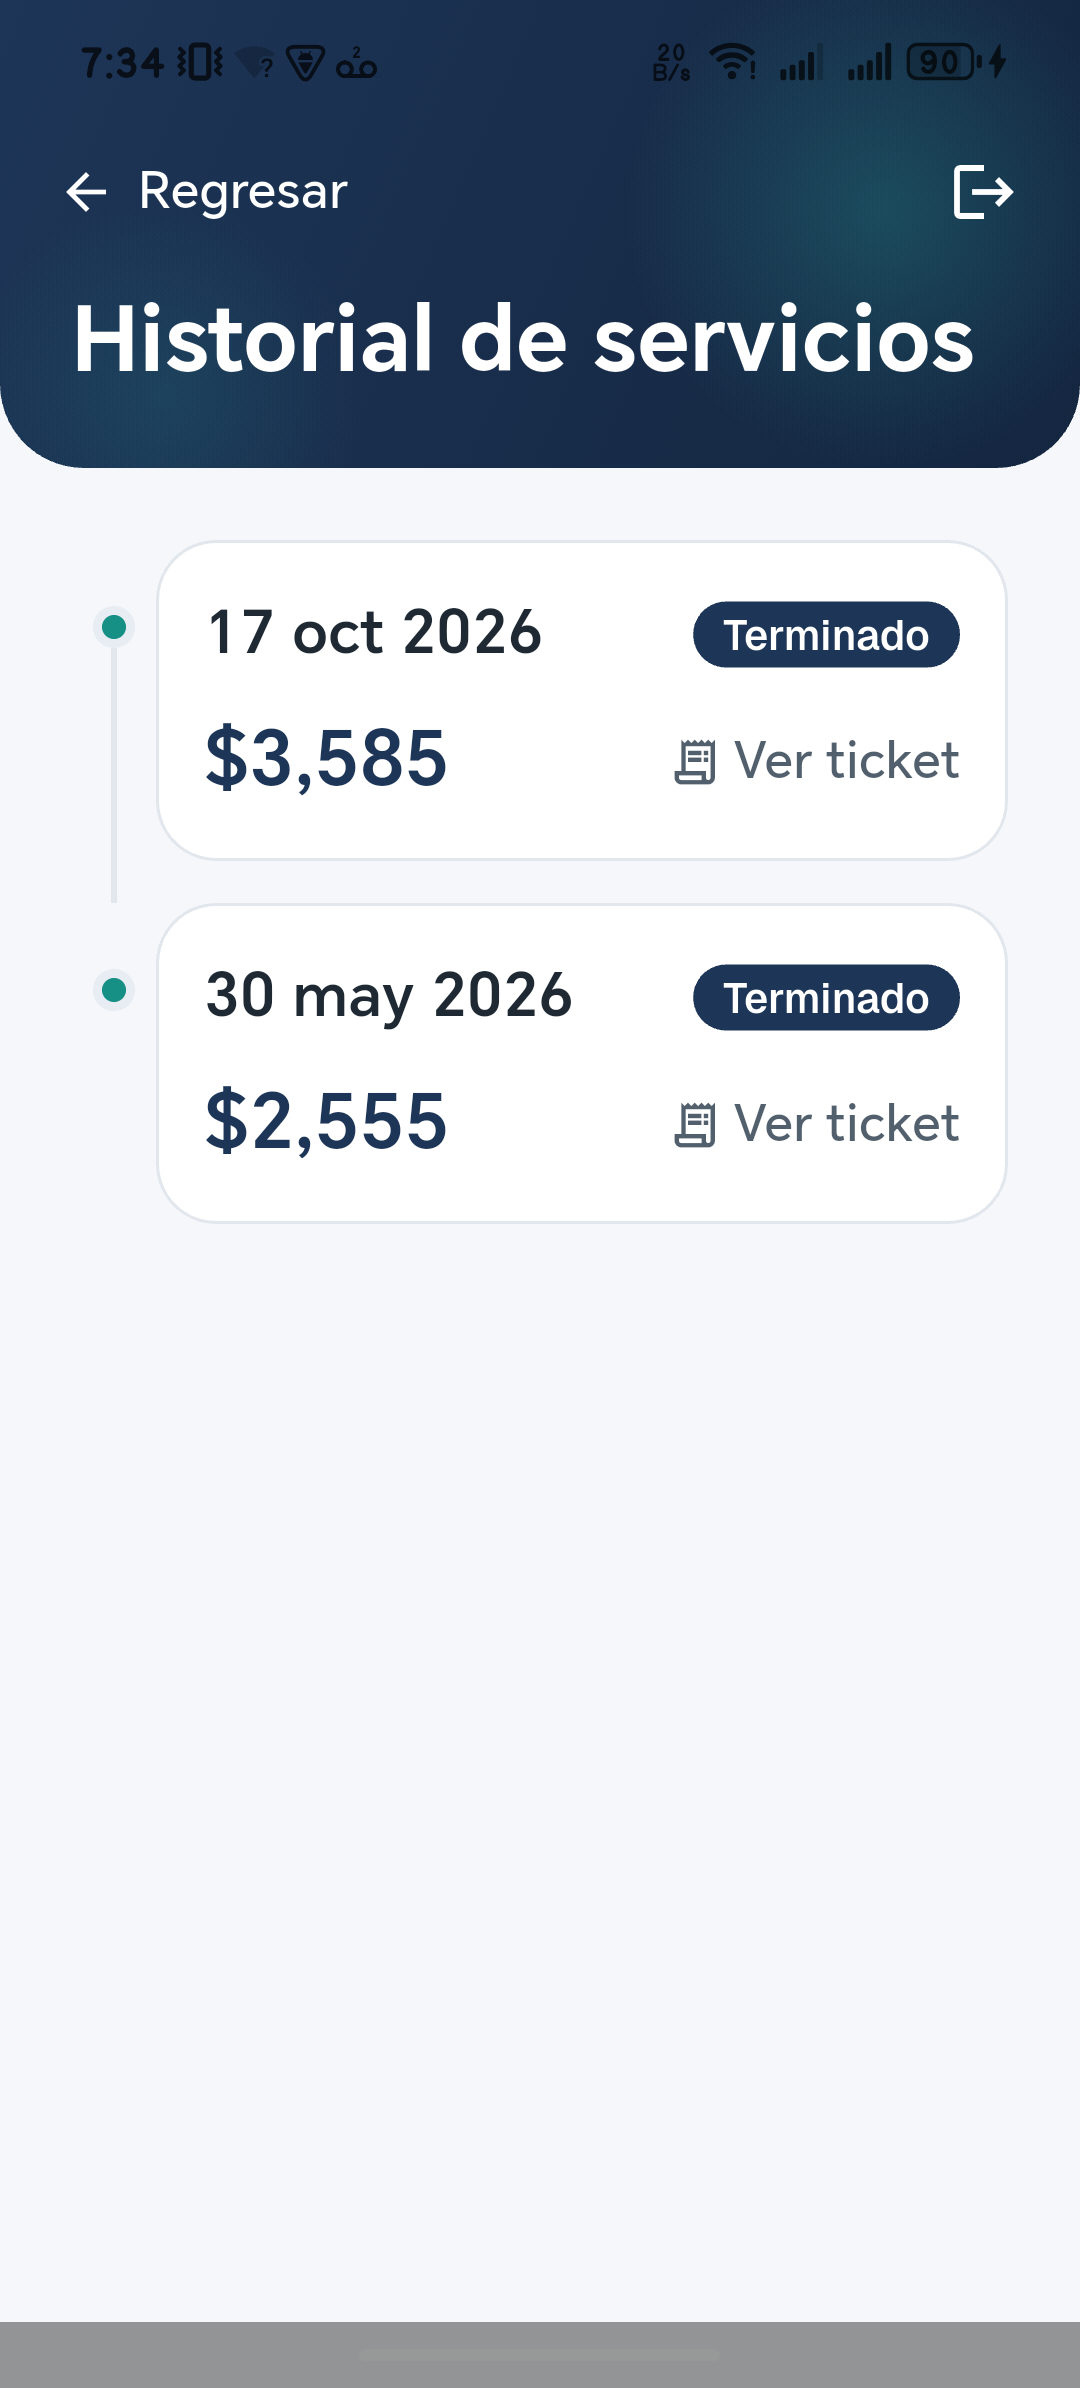 7:34
20 B/s
90
Regresar
Historial de servicios
17 oct 2026
Terminado
$3,585
Ver ticket
30 may 2026
Terminado
$2,555
Ver ticket